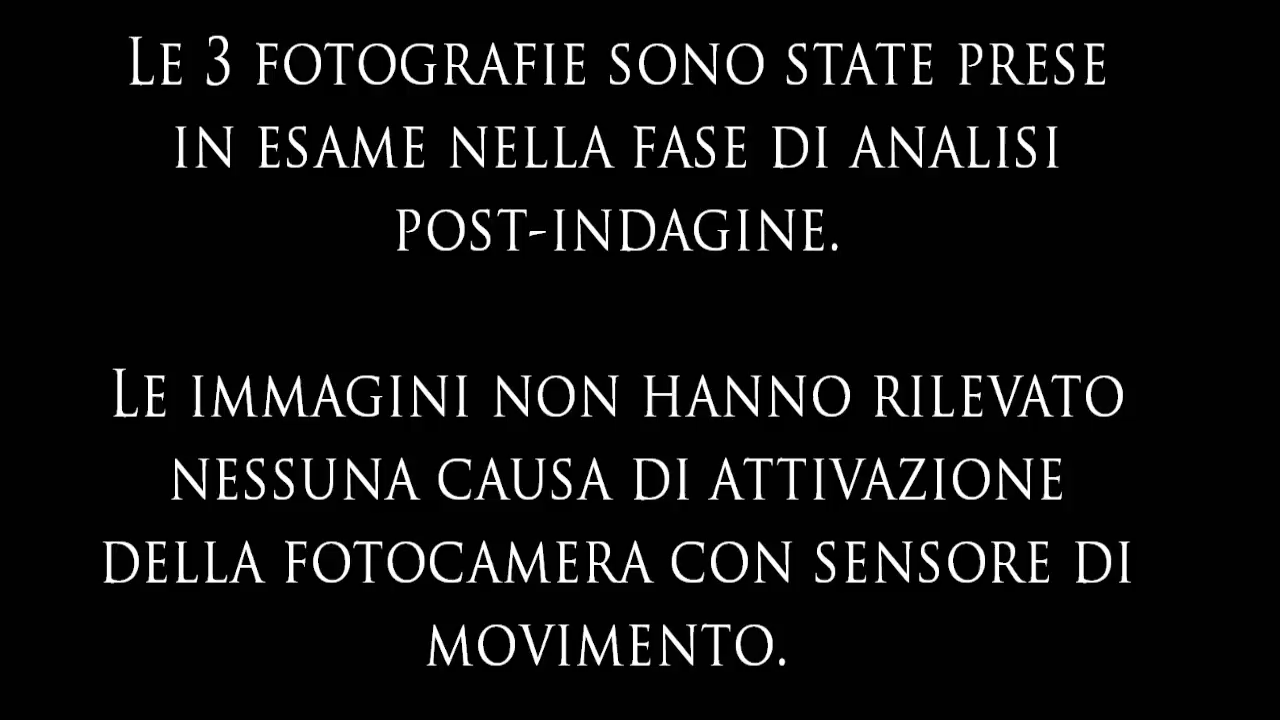 Le 3 fotografie sono state prese
in esame nella fase di analisi
post-indagine.
Le immagini non hanno rilevato
nessuna causa di attivazione
della fotocamera con sensore di
movimento.